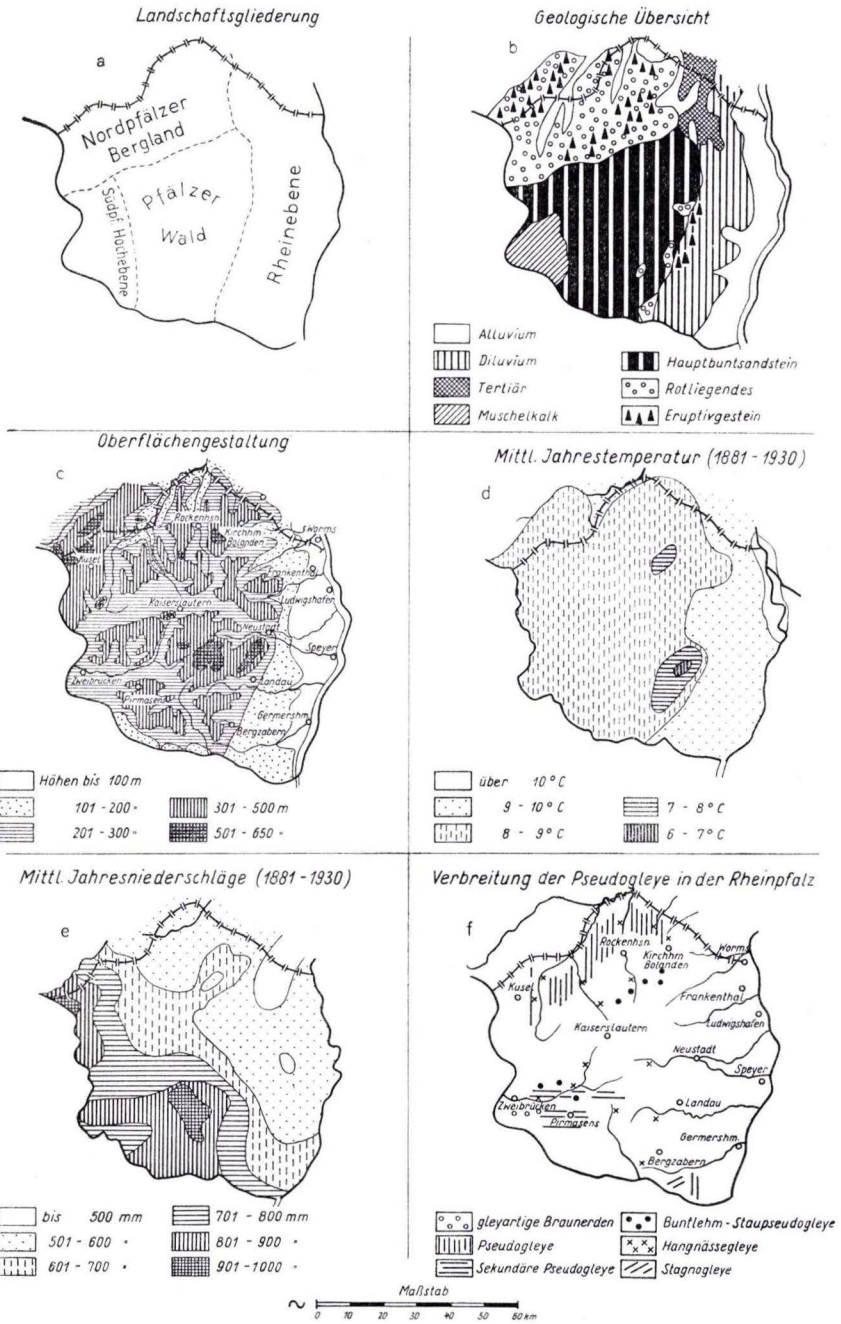 Landschaftsgliederung
a
Nordpfälzer
Bergland
Südpf. Hochebene
Pfälzer
Wald
Rheinebene
Geologische Übersicht
b
Alluvium
Diluvium
Tertiär
Muschelkalk
Hauptbuntsandstein
Rotliegendes
Eruptivgestein
Oberflächengestaltung
c
Rockenhsn.
Kirchhm.
Bolanden
Worms
Kusel
Frankenthal
Kaiserslautern
Ludwigshafen
Neustadt
Speyer
Zweibrücken
Landau
Pirmasens
Germershm.
Bergzabern
Höhen bis 100 m
101 - 200 "
201 - 300 "
301 - 500 m
501 - 650 "
Mittl. Jahrestemperatur (1881 - 1930)
d
über 10° C
9 - 10° C
8 - 9° C
7 - 8° C
6 - 7° C
Mittl. Jahresniederschläge (1881 - 1930)
e
bis 500 mm
501 - 600 "
601 - 700 "
701 - 800 mm
801 - 900 "
901 - 1000 "
Verbreitung der Pseudogleye in der Rheinpfalz
f
Rockenhsn.
Kirchhm.
Bolanden
Worms
Kusel
Frankenthal
Ludwigshafen
Kaiserslautern
Neustadt
Speyer
Zweibrücken
Pirmasens
Landau
Germershm.
Bergzabern
gleyartige Braunerden
Pseudogleye
Sekundäre Pseudogleye
Buntlehm - Staupseudogleye
Hangnässegleye
Stagnogleye
Maßstab
~ 0 10 20 30 40 50 60 km